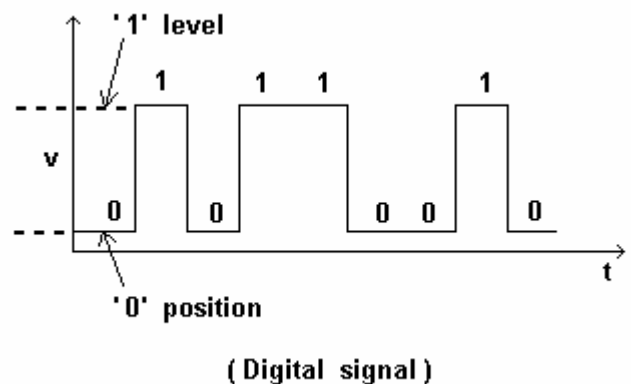 '1' level
1 1 1 1
v
0 0 0 0 0
t
'0' position
(Digital signal)